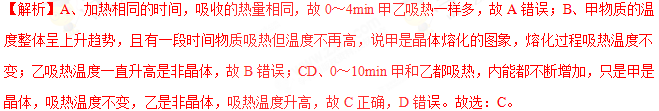 【解析】A、加热相同的时间，吸收的热量相同，故 0～4min 甲乙吸热一样多，故 A 错误；B、甲物质的温
度整体呈上升趋势，且有一段时间物质吸热但温度不再高，说甲是晶体熔化的图象，熔化过程吸热温度不
变；乙吸热温度一直升高是非晶体，故 B 错误；CD、0～10min 甲和乙都吸热，内能都不断增加，只是甲是
晶体，吸热温度不变，乙是非晶体，吸热温度升高，故 C 正确，D 错误。故选：C。